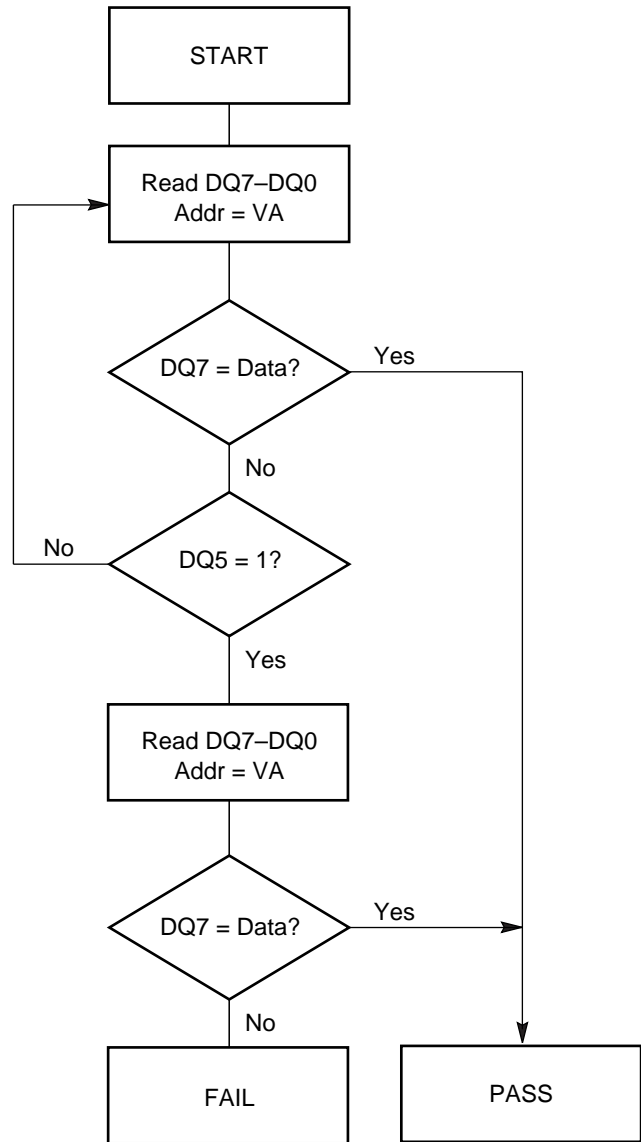 START
Read DQ7–DQ0
Addr = VA
DQ7 = Data?
Yes
No
No
DQ5 = 1?
Yes
Read DQ7–DQ0
Addr = VA
DQ7 = Data?
Yes
No
FAIL
PASS